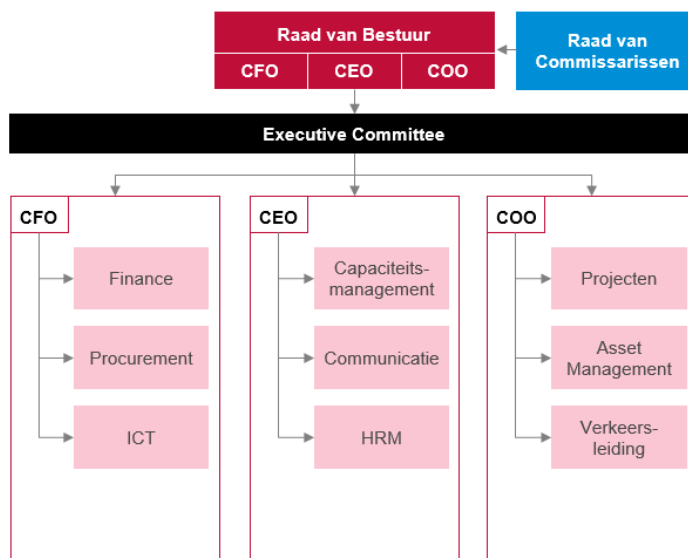 Raad van Bestuur
CFO
CEO
COO
Raad van
Commissarissen
Executive Committee
CFO
Finance
Procurement
ICT
CEO
Capaciteits-
management
Communicatie
HRM
COO
Projecten
Asset
Management
Verkeers-
leiding